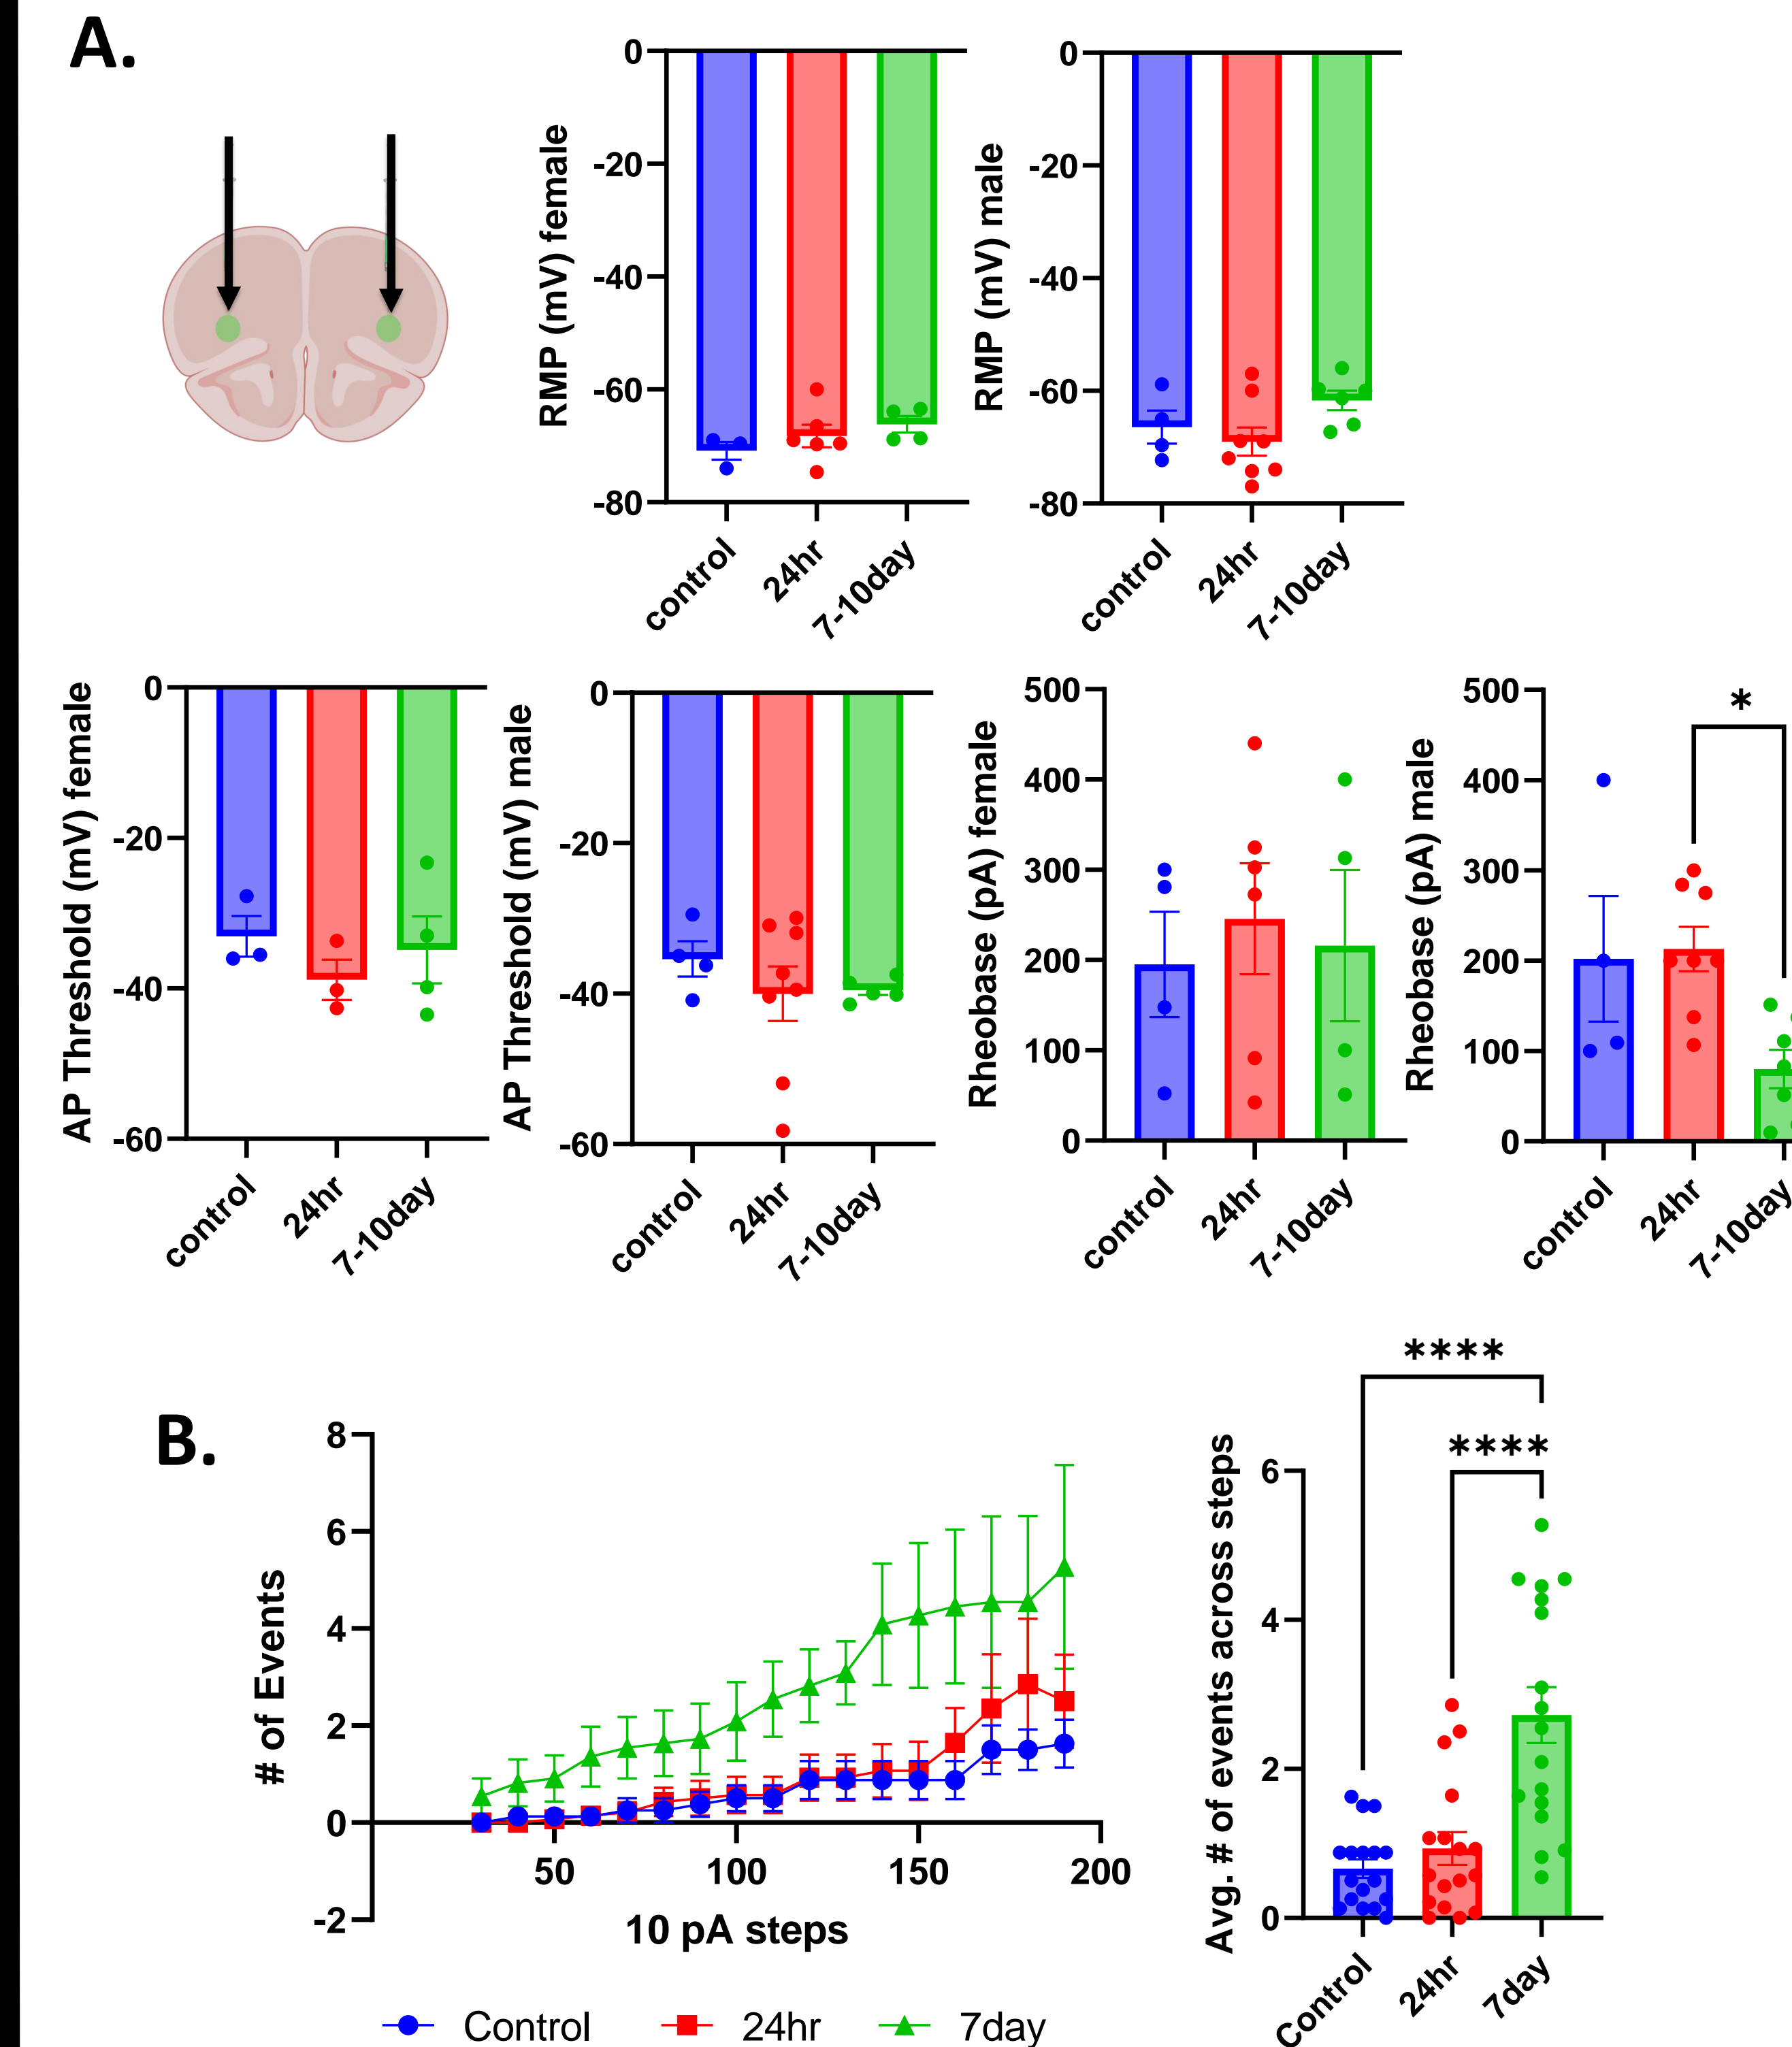 A.
RMP (mV) female
0
-20
-40
-60
-80
control
24hr
7-10day
RMP (mV) male
0
-20
-40
-60
-80
control
24hr
7-10day
AP Threshold (mV) female
0
-20
-40
-60
control
24hr
7-10day
AP Threshold (mV) male
0
-20
-40
-60
control
24hr
7-10day
Rheobase (pA) female
500
400
300
200
100
0
control
24hr
7-10day
Rheobase (pA) male
500
400
300
200
100
0
*
control
24hr
7-10day
B.
# of Events
8
6
4
2
0
-2
50
100
150
200
10 pA steps
Control
24hr
7day
Avg. # of events across steps
6
4
2
0
****
****
Control
24hr
7day